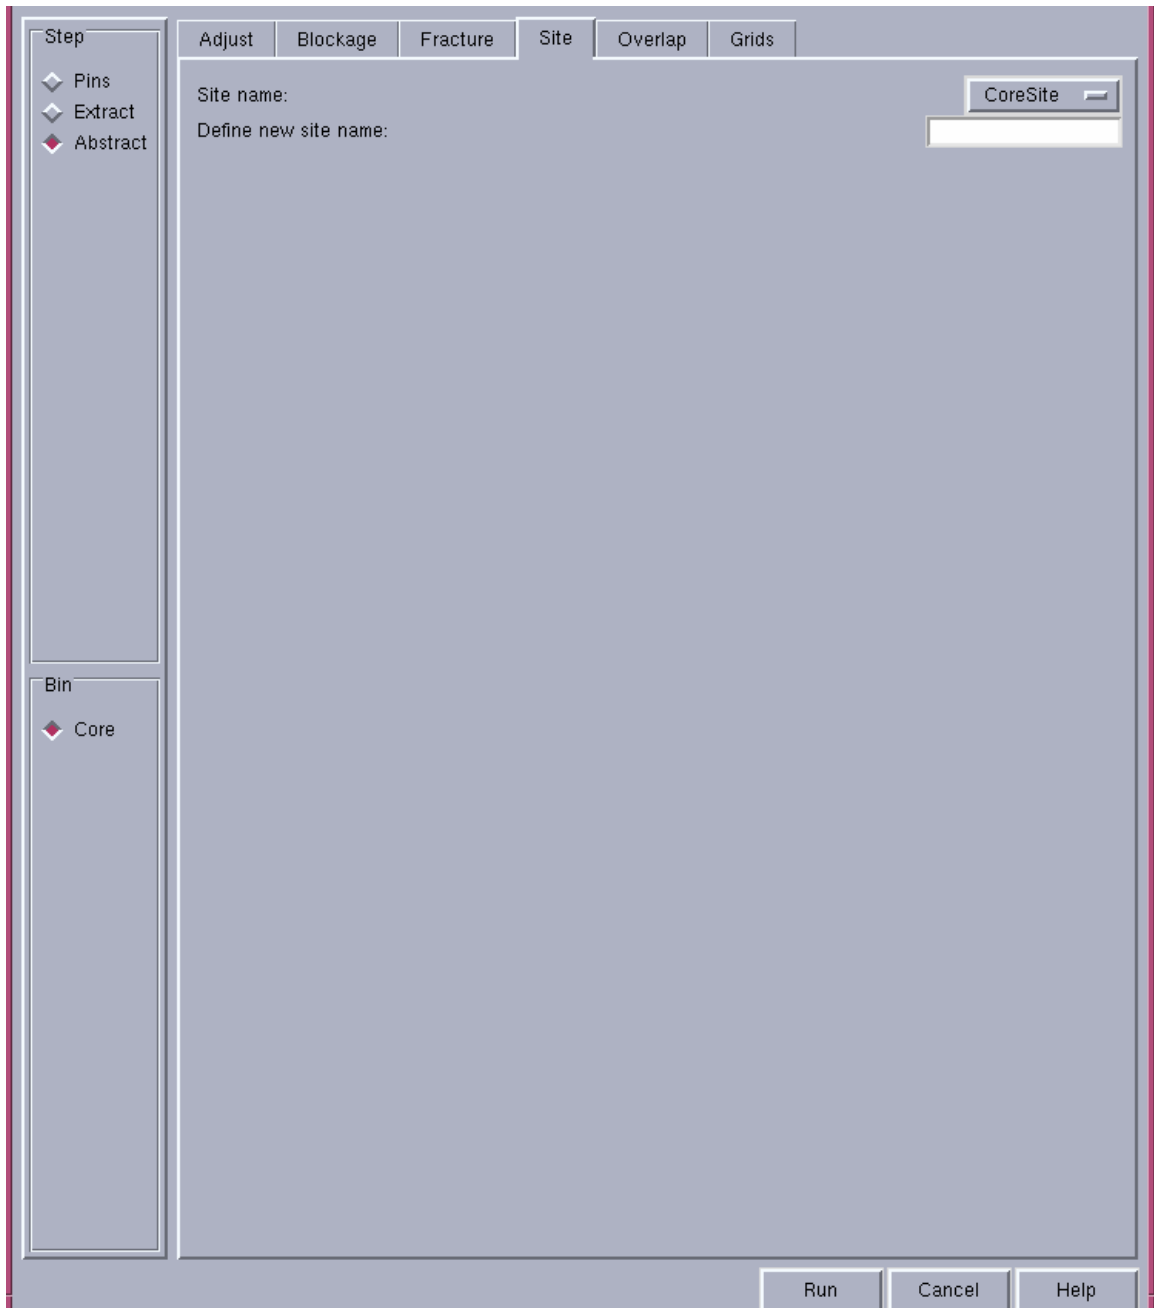 Step
Pins
Extract
Abstract
Bin
Core
Adjust Blockage Fracture Site Overlap Grids
Site name: CoreSite
Define new site name:
Run Cancel Help